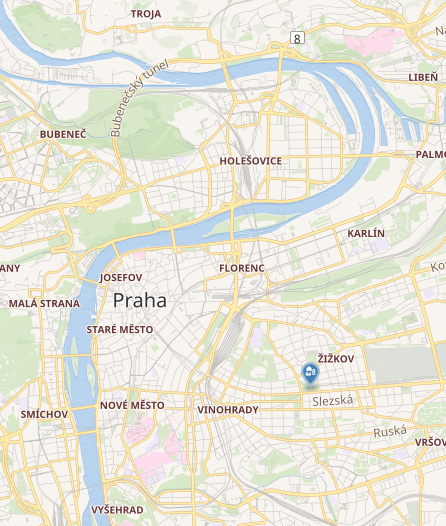 TROJA
8
Na
LIBEŇ
Bubenečský tunel
BUBENEČ
HOLEŠOVICE
PALMO
KARLÍN
ANY
JOSEFOV
FLORENC
Ko
MALÁ STRANA
Praha
STARÉ MĚSTO
ŽIŽKOV
Slezská
NOVÉ MĚSTO
VINOHRADY
SMÍCHOV
Ruská
VRŠOV
VYŠEHRAD